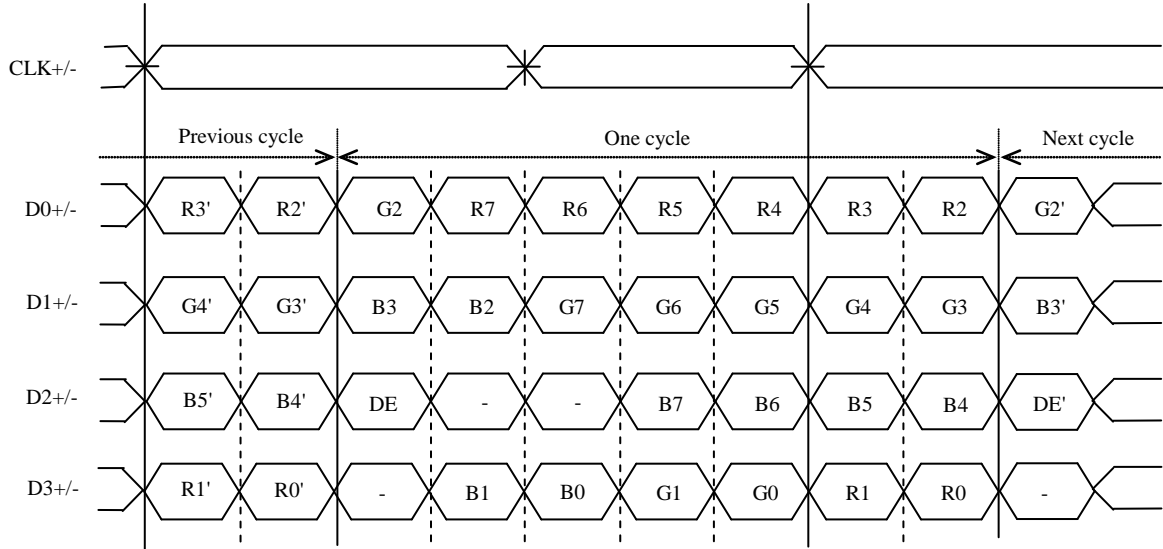 CLK+/-
Previous cycle One cycle Next cycle
D0+/- R3' R2' G2 R7 R6 R5 R4 R3 R2 G2'
D1+/- G4' G3' B3 B2 G7 G6 G5 G4 G3 B3'
D2+/- B5' B4' DE - - B7 B6 B5 B4 DE'
D3+/- R1' R0' - B1 B0 G1 G0 R1 R0 -